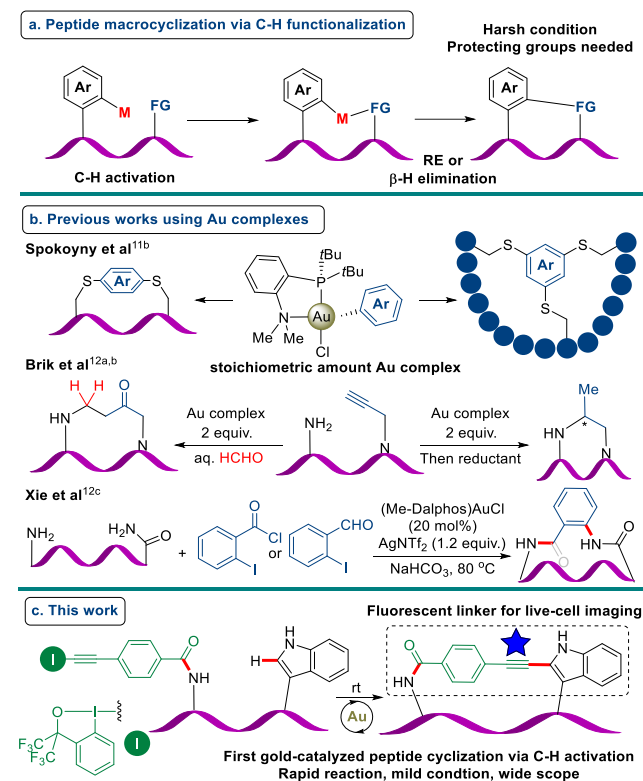 a. Peptide macrocyclization via C-H functionalization
Harsh condition
Protecting groups needed
Ar
M
FG
Ar
M
FG
Ar
FG
C-H activation
RE or
β-H elimination
b. Previous works using Au complexes
Spokoyny et al11b
S
Ar
S
tBu
P
tBu
N
Au
Ar
Me
Me
Cl
stoichiometric amount Au complex
S
S
Ar
S
Brik et al12a,b
H
H
O
HN
N
Au complex
2 equiv.
aq. HCHO
NH2
N
Au complex
2 equiv.
Then reductant
Me
*
HN
N
Xie et al12c
NH2
H2N
O
+
O
Cl
I
or
CHO
I
(Me-Dalphos)AuCl
(20 mol%)
AgNTf2 (1.2 equiv.)
NaHCO3, 80 oC
O
HN
O
HN
c. This work
Fluorescent linker for live-cell imaging
I
O
NH
H
H
N
O
I
F3C
F3C
I
rt
Au
O
HN
H
N
First gold-catalyzed peptide cyclization via C-H activation
Rapid reaction, mild condtion, wide scope